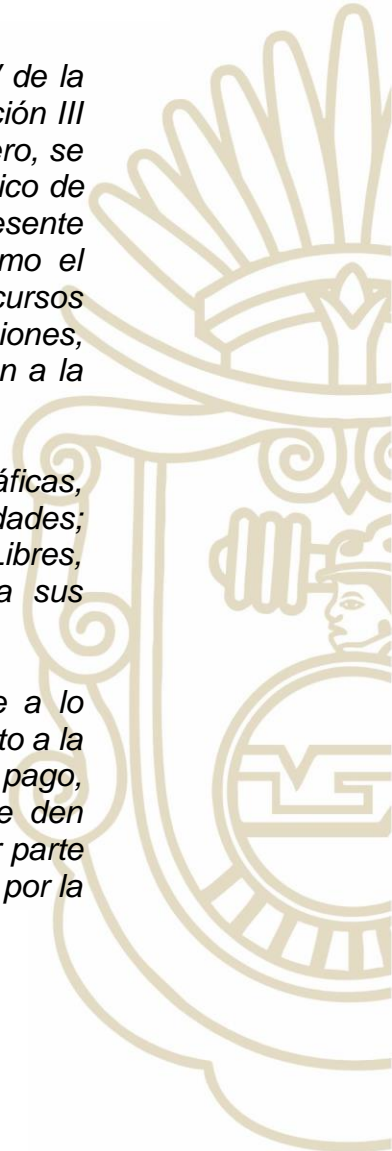 de la
ción III
ero, se
ico de
esente
mo el
cursos
iones,
n a la
áficas,
dades;
Libres,
a sus
e a lo
to a la
pago,
e den
r parte
por la